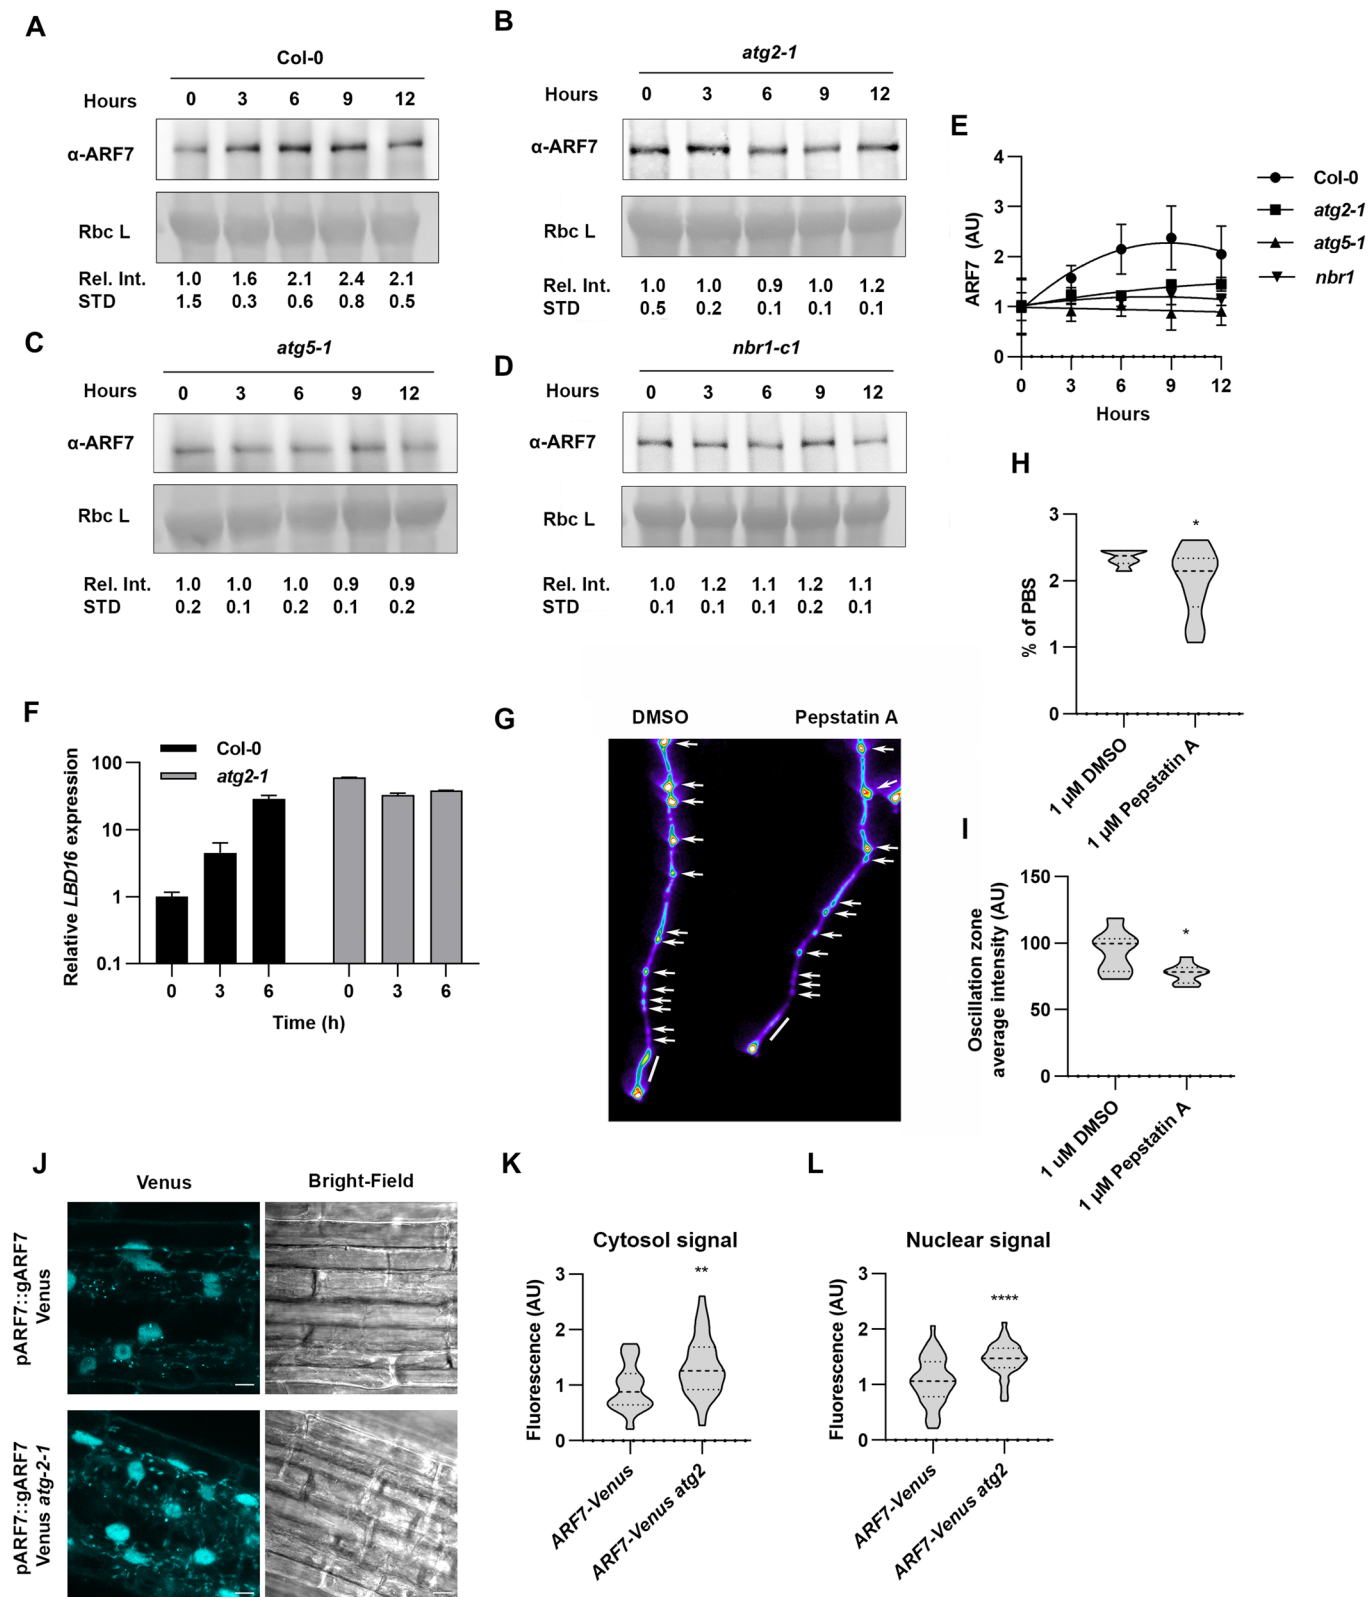 A
Col-0
Hours 0 3 6 9 12
α-ARF7
Rbc L
Rel. Int. 1.0 1.6 2.1 2.4 2.1
STD 1.5 0.3 0.6 0.8 0.5
B
atg2-1
Hours 0 3 6 9 12
α-ARF7
Rbc L
Rel. Int. 1.0 1.0 0.9 1.0 1.2
STD 0.5 0.2 0.1 0.1 0.1
C
atg5-1
Hours 0 3 6 9 12
α-ARF7
Rbc L
Rel. Int. 1.0 1.0 1.0 0.9 0.9
STD 0.2 0.1 0.2 0.1 0.2
D
nbr1-c1
Hours 0 3 6 9 12
α-ARF7
Rbc L
Rel. Int. 1.0 1.2 1.1 1.2 1.1
STD 0.1 0.1 0.1 0.2 0.1
E
ARF7 (AU)
4
3
2
1
0
0 3 6 9 12
Hours
Col-0
atg2-1
atg5-1
nbr1
F
Relative LBD16 expression
Col-0
atg2-1
100
10
1
0.1
0 3 6 0 3 6
Time (h)
G
DMSO Pepstatin A
H
% of PBS
3
2
1
0
*
1 µM DMSO
1 µM Pepstatin A
I
Oscillation zone
average intensity (AU)
150
100
50
0
*
1 uM DMSO
1 µM Pepstatin A
J
Venus Bright-Field
pARF7::gARF7
Venus
pARF7::gARF7
Venus atg-2-1
K
Cytosol signal
Fluorescence (AU)
3
2
1
0
**
ARF7-Venus
ARF7-Venus atg2
L
Nuclear signal
Fluorescence (AU)
3
2
1
0
****
ARF7-Venus
ARF7-Venus atg2